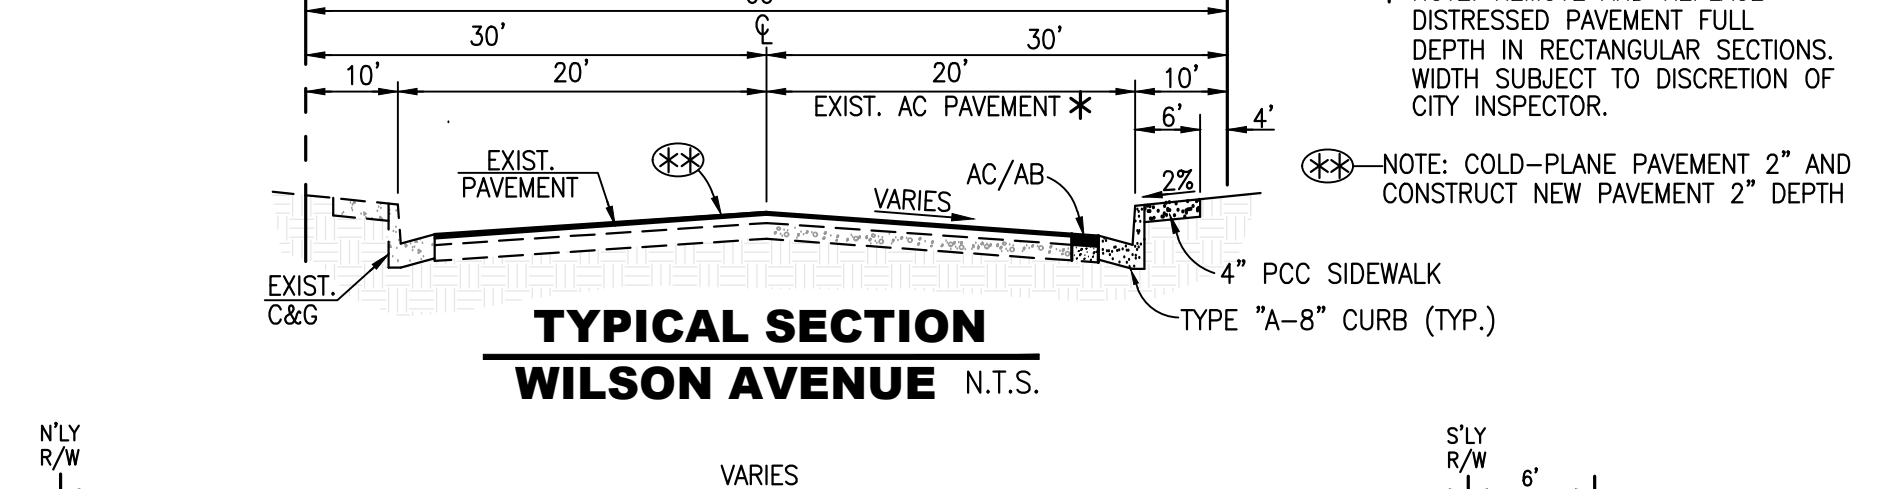 ℄
30' 30'
10' 20' 20' 10'
EXIST. AC PAVEMENT *
6' 4'
DISTRESSED PAVEMENT FULL
DEPTH IN RECTANGULAR SECTIONS.
WIDTH SUBJECT TO DISCRETION OF
CITY INSPECTOR.
** NOTE: COLD-PLANE PAVEMENT 2" AND
CONSTRUCT NEW PAVEMENT 2" DEPTH
EXIST.
PAVEMENT
**
AC/AB
VARIES
2%
EXIST.
C&G
4" PCC SIDEWALK
TYPE "A-8" CURB (TYP.)
TYPICAL SECTION
WILSON AVENUE N.T.S.
N'LY
R/W
VARIES
S'LY
R/W
6'